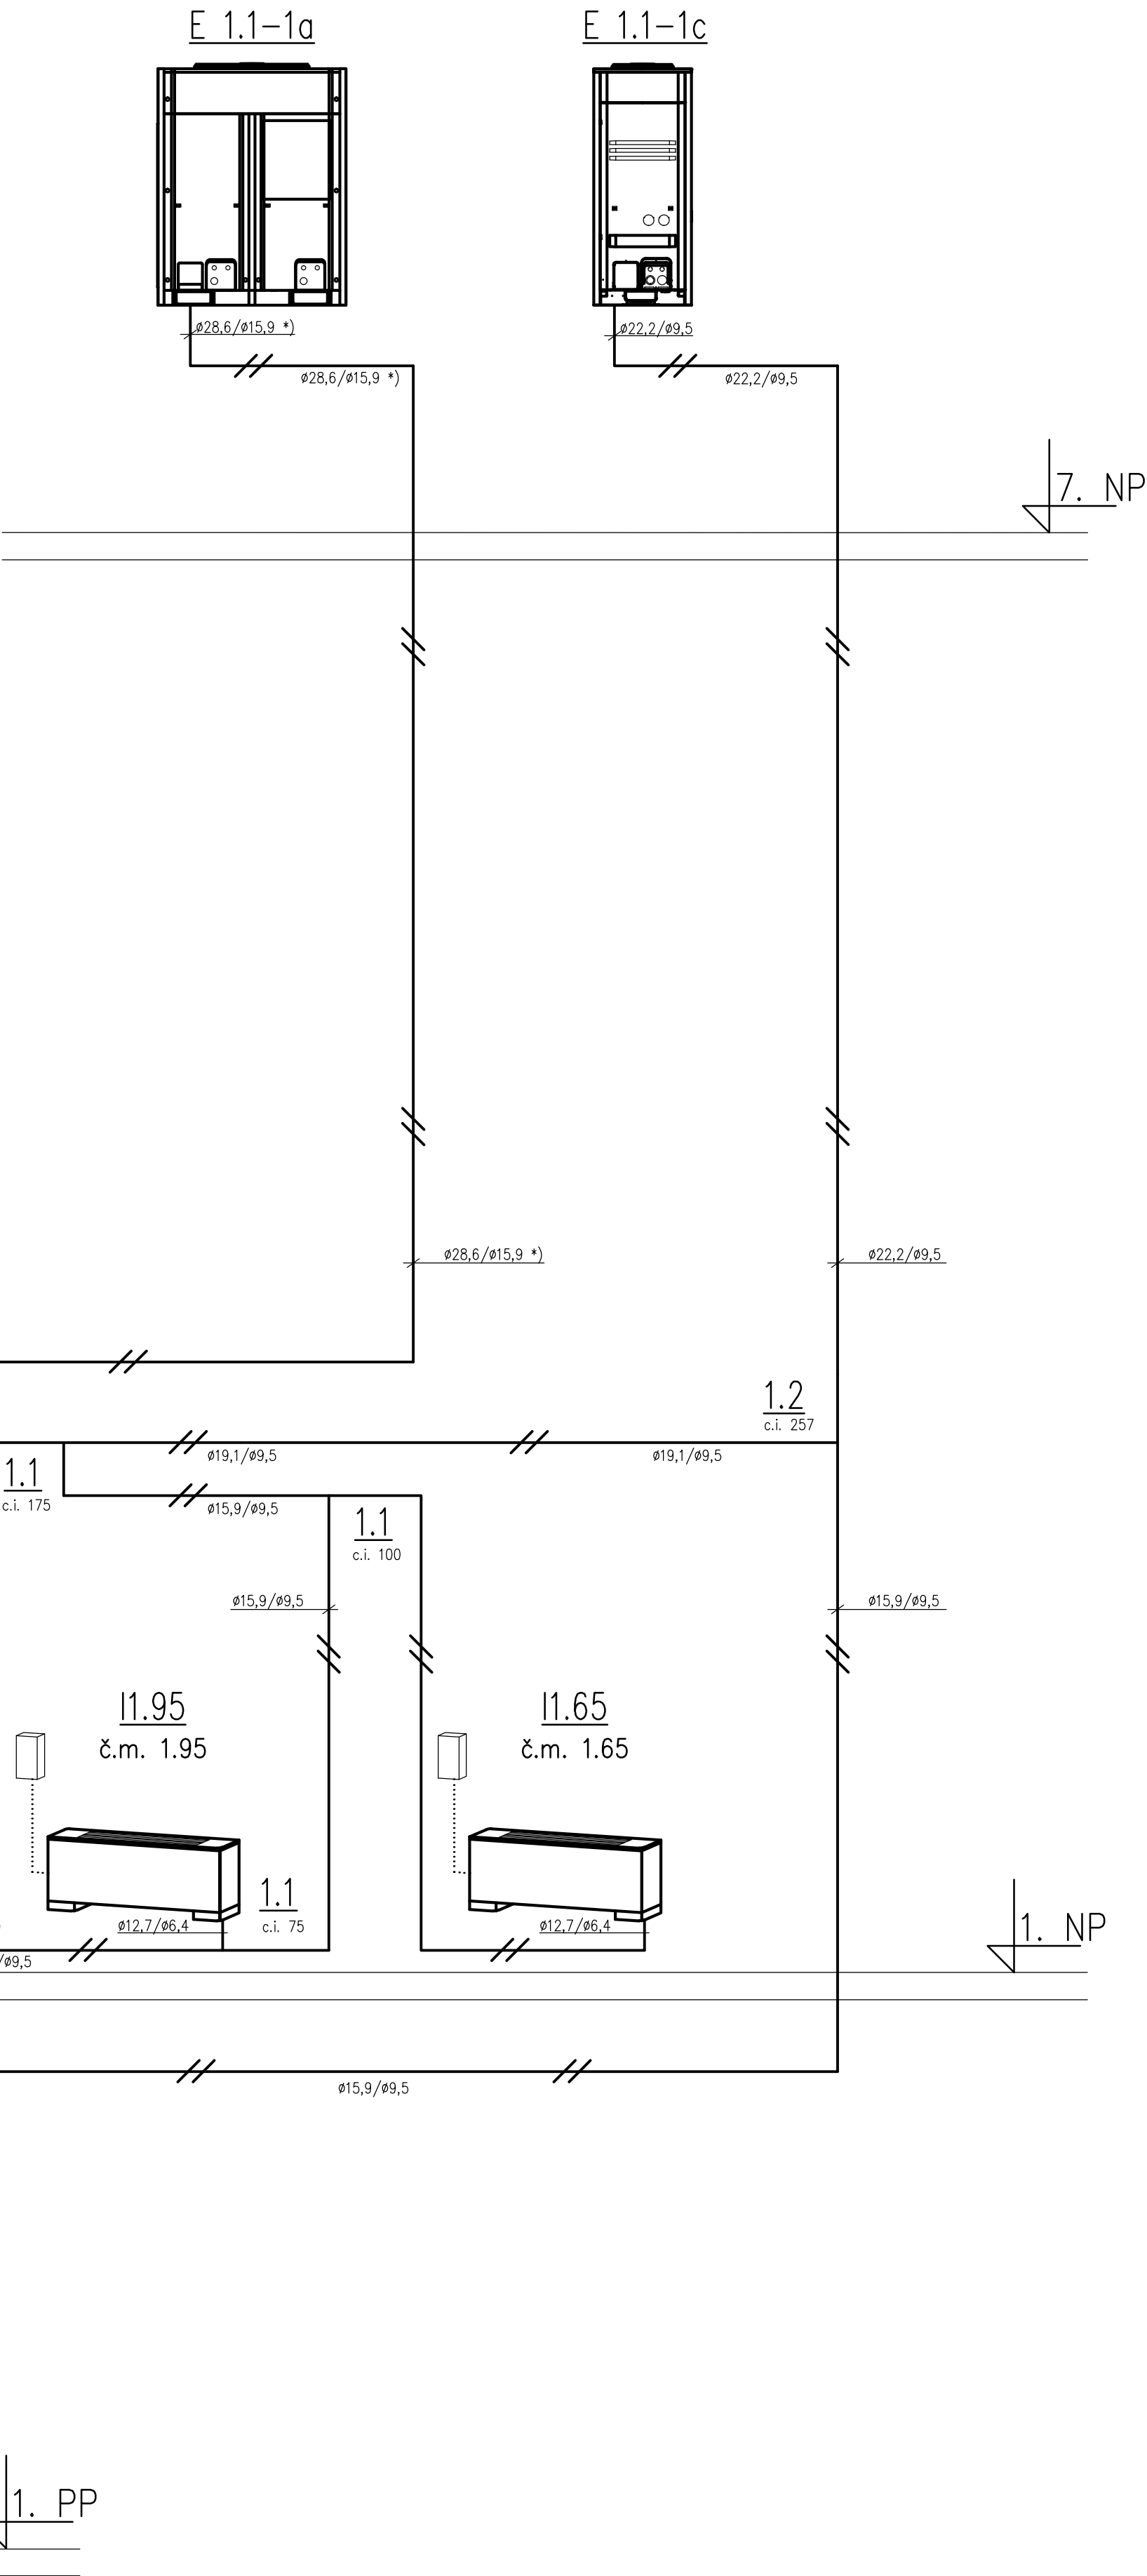 E 1.1-1a
E 1.1-1c
ø28,6/ø15,9 *)
ø22,2/ø9,5
ø28,6/ø15,9 *)
ø22,2/ø9,5
7. NP
ø28,6/ø15,9 *)
ø22,2/ø9,5
1.2
c.i. 257
ø19,1/ø9,5
ø19,1/ø9,5
1.1
c.i. 175
ø15,9/ø9,5
1.1
c.i. 100
ø15,9/ø9,5
ø15,9/ø9,5
I1.95
č.m. 1.95
I1.65
č.m. 1.65
1.1
c.i. 75
ø12,7/ø6,4
ø12,7/ø6,4
1. NP
/ø9,5
ø15,9/ø9,5
1. PP